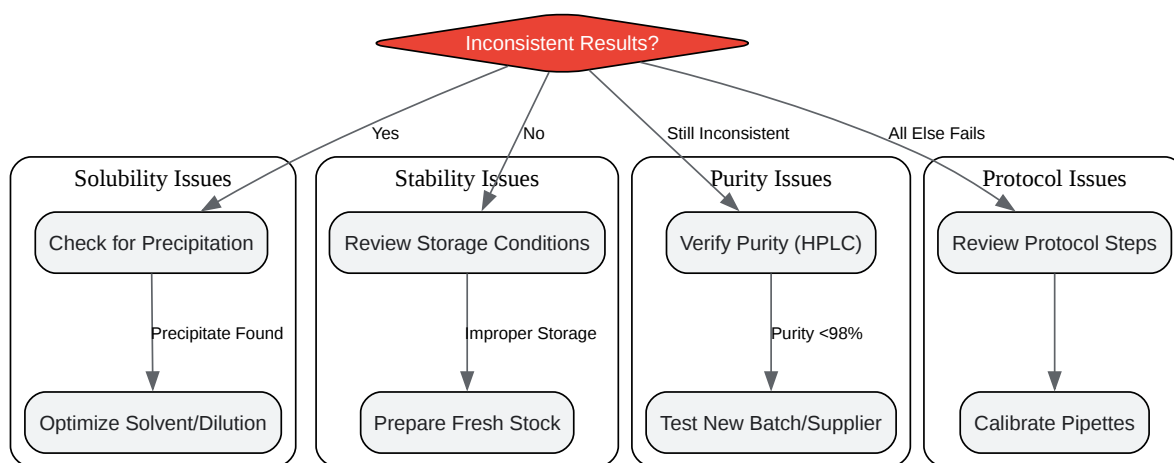 Inconsistent Results?
Yes
No
Still Inconsistent
All Else Fails
Solubility Issues
Stability Issues
Purity Issues
Protocol Issues
Check for Precipitation
Review Storage Conditions
Verify Purity (HPLC)
Review Protocol Steps
Precipitate Found
Improper Storage
Purity <98%
Optimize Solvent/Dilution
Prepare Fresh Stock
Test New Batch/Supplier
Calibrate Pipettes